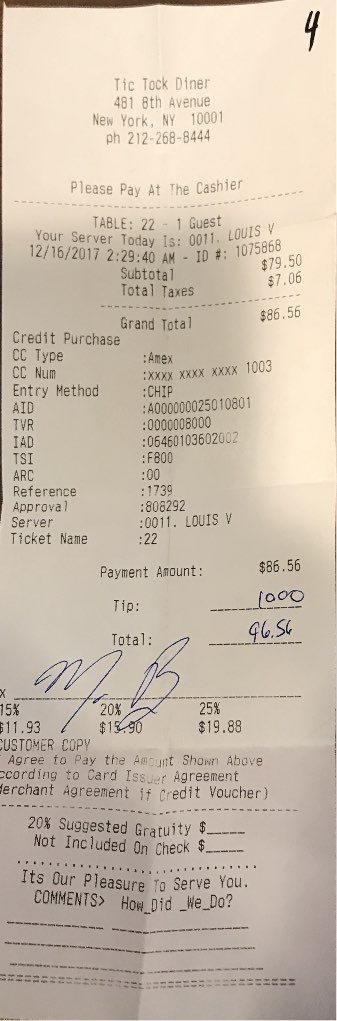 4
Tic Tock Diner
481 8th Avenue
New York, NY 10001
ph 212-268-8444
Please Pay At The Cashier
TABLE: 22 - 1 Guest
Your Server Today Is: 0011. LOUIS V
12/16/2017 2:29:40 AM - ID #: 1075868
Subtotal $79.50
Total Taxes $7.06
Grand Total $86.56
Credit Purchase
CC Type :Amex
CC Num :xxxx xxxx xxxx 1003
Entry Method :CHIP
AID :A000000025010801
TVR :0000008000
IAD :06460103602002
TSI :F800
ARC :00
Reference :1739
Approval :808292
Server :0011. LOUIS V
Ticket Name :22
Payment Amount: $86.56
Tip: 1000
Total: 96.56
x
15% 20% 25%
$11.93 $15.90 $19.88
CUSTOMER COPY
Agree to Pay the Amount Shown Above
ccording to Card Issuer Agreement
Merchant Agreement if Credit Voucher)
20% Suggested Gratuity $_____
Not Included On Check $_____
Its Our Pleasure To Serve You.
COMMENTS> How_Did _We_Do?